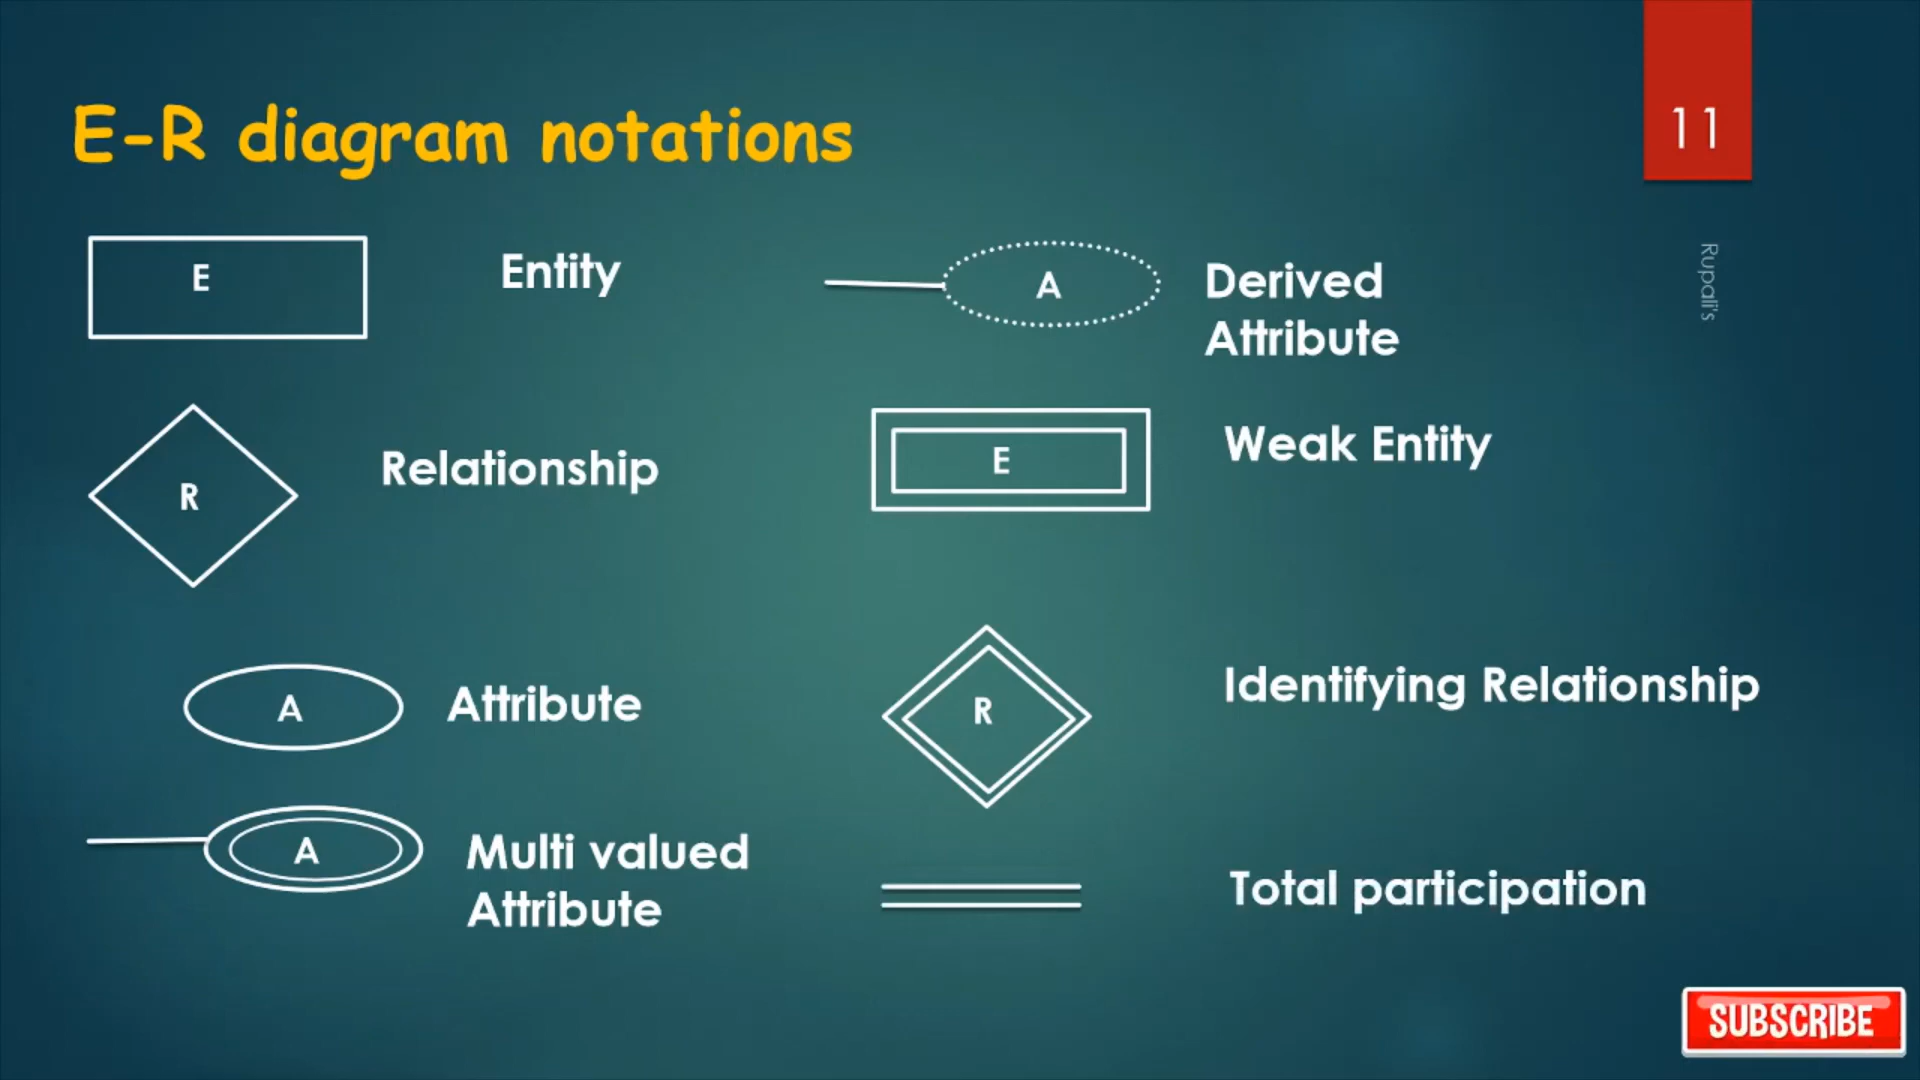 E-R diagram notations
11
Rupali's
E
Entity
R
Relationship
A
Attribute
A
Multi valued
Attribute
A
Derived
Attribute
E
Weak Entity
R
Identifying Relationship
Total participation
SUBSCRIBE